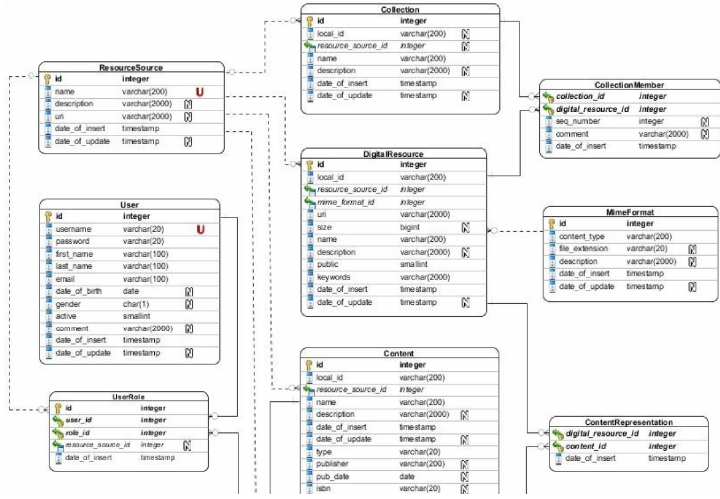 Collection
id integer
local_id varchar(200) N
resource_source_id integer N
name varchar(200)
description varchar(2000) N
date_of_insert timestamp
date_of_update timestamp N
ResourceSource
id integer
name varchar(200) U
description varchar(2000) N
uri varchar(2000) N
date_of_insert timestamp
date_of_update timestamp N
CollectionMember
collection_id integer
digital_resource_id integer
seq_number integer N
comment varchar(2000) N
date_of_insert timestamp
DigitalResource
id integer
local_id varchar(200)
resource_source_id integer
mime_format_id integer
uri varchar(2000)
size bigint N
name varchar(200)
description varchar(2000) N
public smallint
keywords varchar(2000)
date_of_insert timestamp
date_of_update timestamp N
User
id integer
username varchar(20) U
password varchar(20)
first_name varchar(100)
last_name varchar(100)
email varchar(100)
date_of_birth date N
gender char(1) N
active smallint
comment varchar(2000) N
date_of_insert timestamp
date_of_update timestamp N
MimeFormat
id integer
content_type varchar(200)
file_extension varchar(20) N
description varchar(2000) N
date_of_insert timestamp
date_of_update timestamp N
Content
id integer
local_id varchar(200)
resource_source_id integer
name varchar(200)
description varchar(2000) N
date_of_insert timestamp
date_of_update timestamp N
type varchar(20)
publisher varchar(200) N
pub_date date N
isbn varchar(20) N
UserRole
id integer
user_id integer
role_id integer
resource_source_id integer N
date_of_insert timestamp
ContentRepresentation
digital_resource_id integer
content_id integer
date_of_insert timestamp